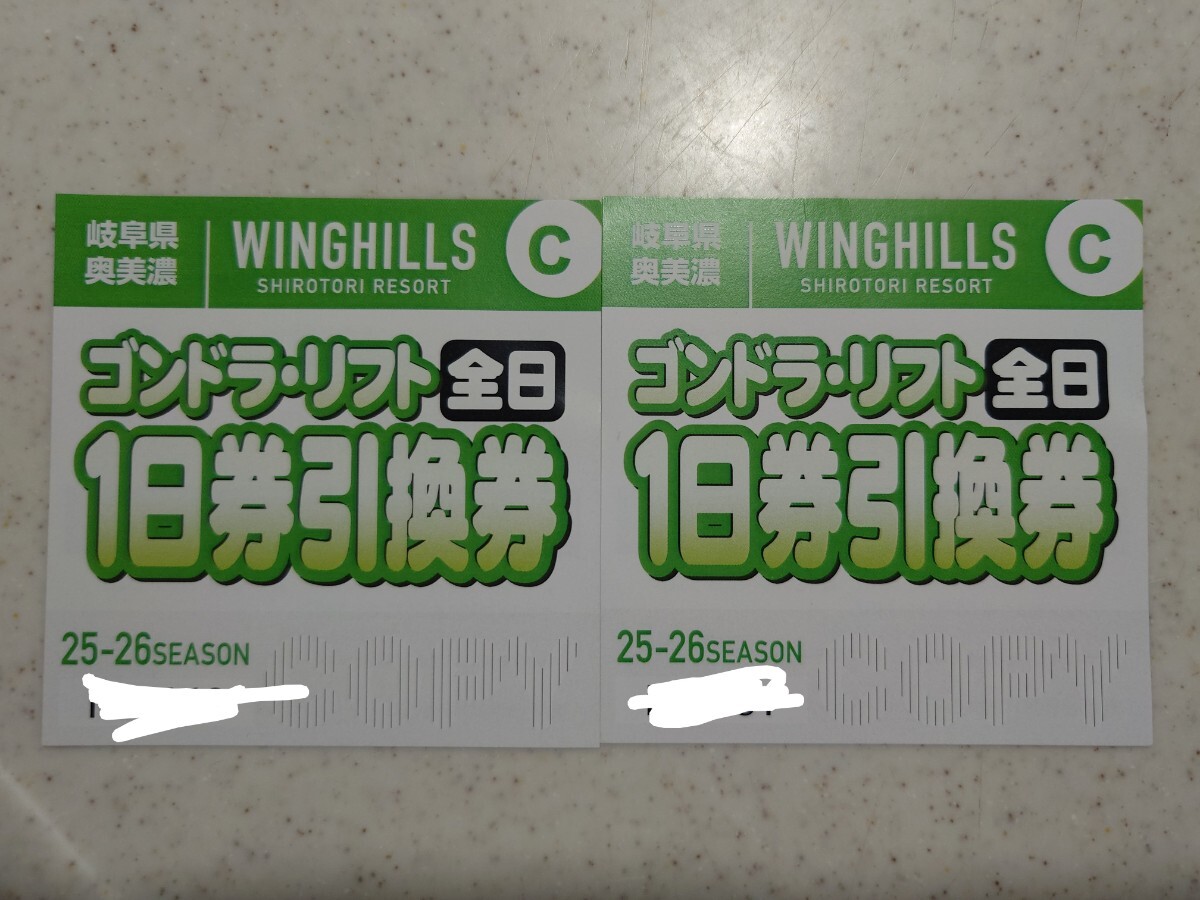 岐阜県
奥美濃
WINGHILLS
SHIROTORI RESORT
C
ゴンドラ・リフト 全日
1日券引換券
25-26SEASON
COPY
岐阜県
奥美濃
WINGHILLS
SHIROTORI RESORT
C
ゴンドラ・リフト 全日
1日券引換券
25-26SEASON
COPY